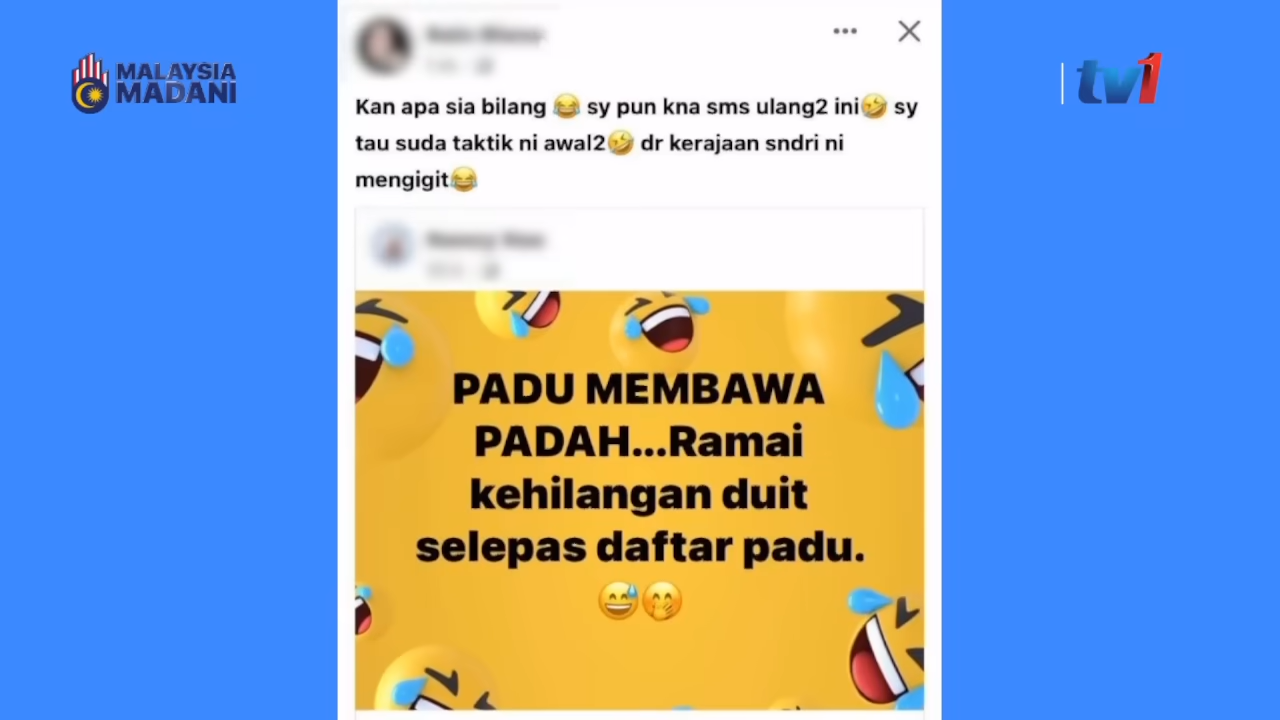 MALAYSIA
MADANI
tv1
Kan apa sia bilang 😂 sy pun kna sms ulang2 ini🤣 sy
tau suda taktik ni awal2🤣 dr kerajaan sndri ni
mengigit😂
PADU MEMBAWA
PADAH...Ramai
kehilangan duit
selepas daftar padu.
😅🤭